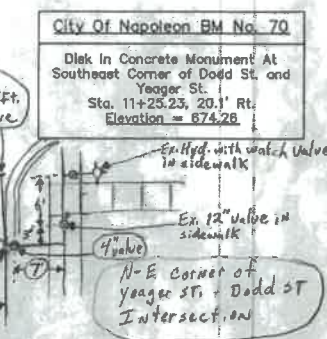 City Of Napoleon BM No. 70
Disk In Concrete Monument At
Southeast Corner of Dodd St. and
Yeager St.
Sta. 11+25.23, 20.1' Rt.
Elevation = 674.26
Ft.
Ex. Hyd. with watch Valve
in sidewalk
Ex. 12" Valve in
sidewalk
4" valve
7'
N-E corner of
Yeager ST. - Dodd ST
Intersection